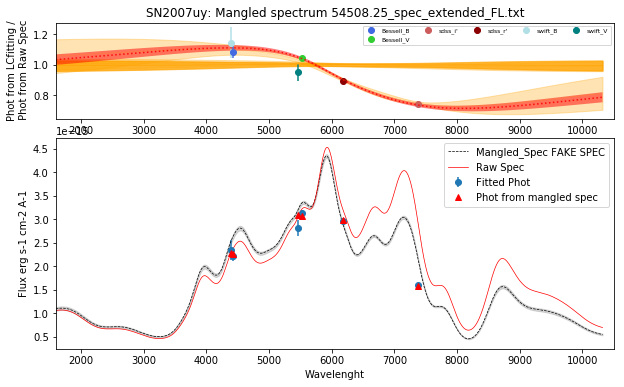 SN2007uy: Mangled spectrum 54508.25_spec_extended_FL.txt
Phot from LCfitting /
Phot from Raw Spec
1.2
1.0
0.8
Bessell_B
Bessell_V
sdss_i'
sdss_r'
swift_B
swift_V
2000 3000 4000 5000 6000 7000 8000 9000 10000
Flux erg s-1 cm-2 A-1
4.5
4.0
3.5
3.0
2.5
2.0
1.5
1.0
0.5
Mangled_Spec FAKE SPEC
Raw Spec
Fitted Phot
Phot from mangled spec
2000 3000 4000 5000 6000 7000 8000 9000 10000
Wavelenght